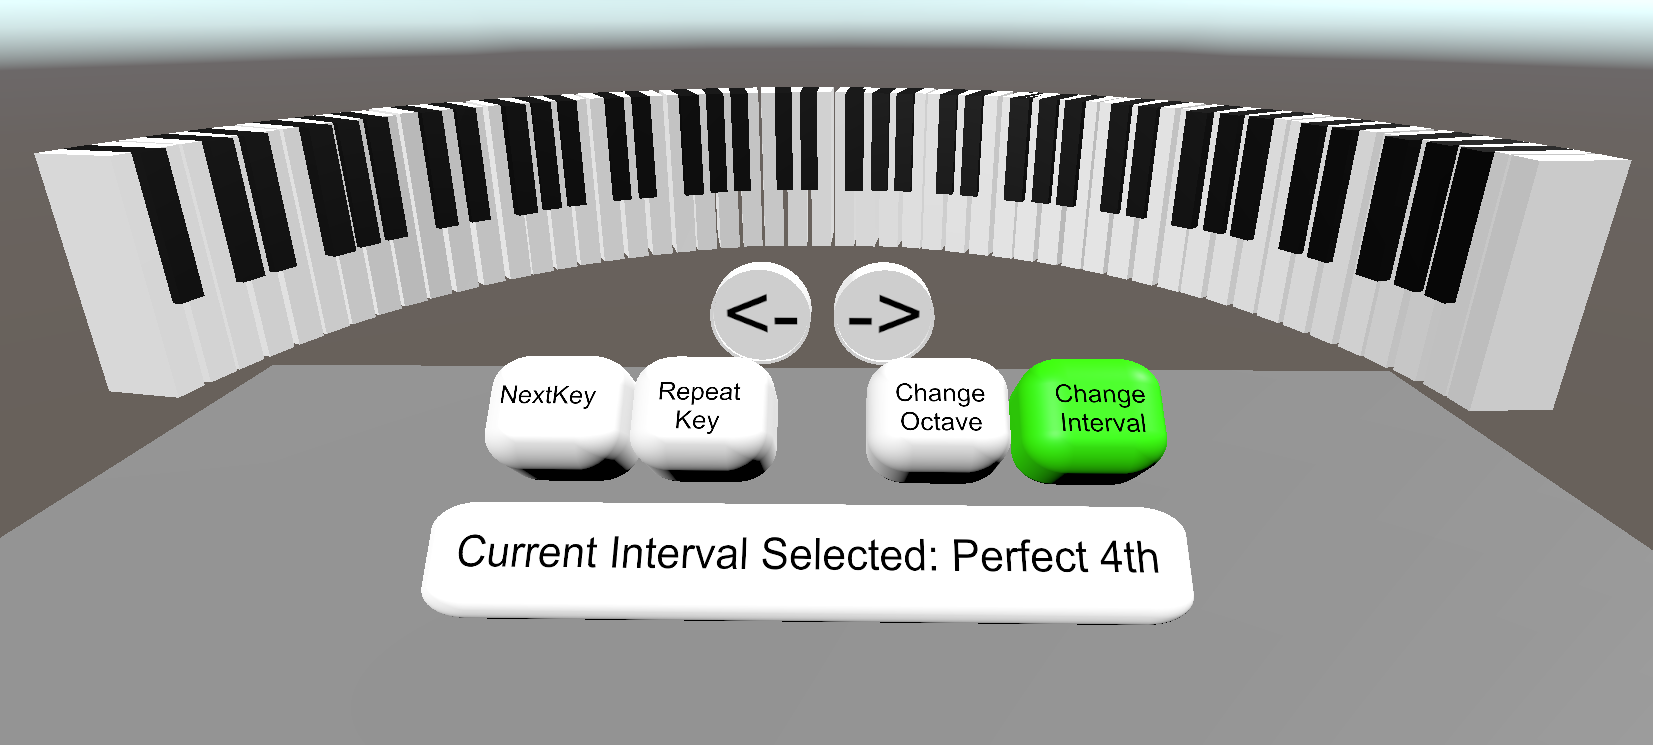 <-
->
NextKey
Repeat
Key
Change
Octave
Change
Interval
Current Interval Selected: Perfect 4th